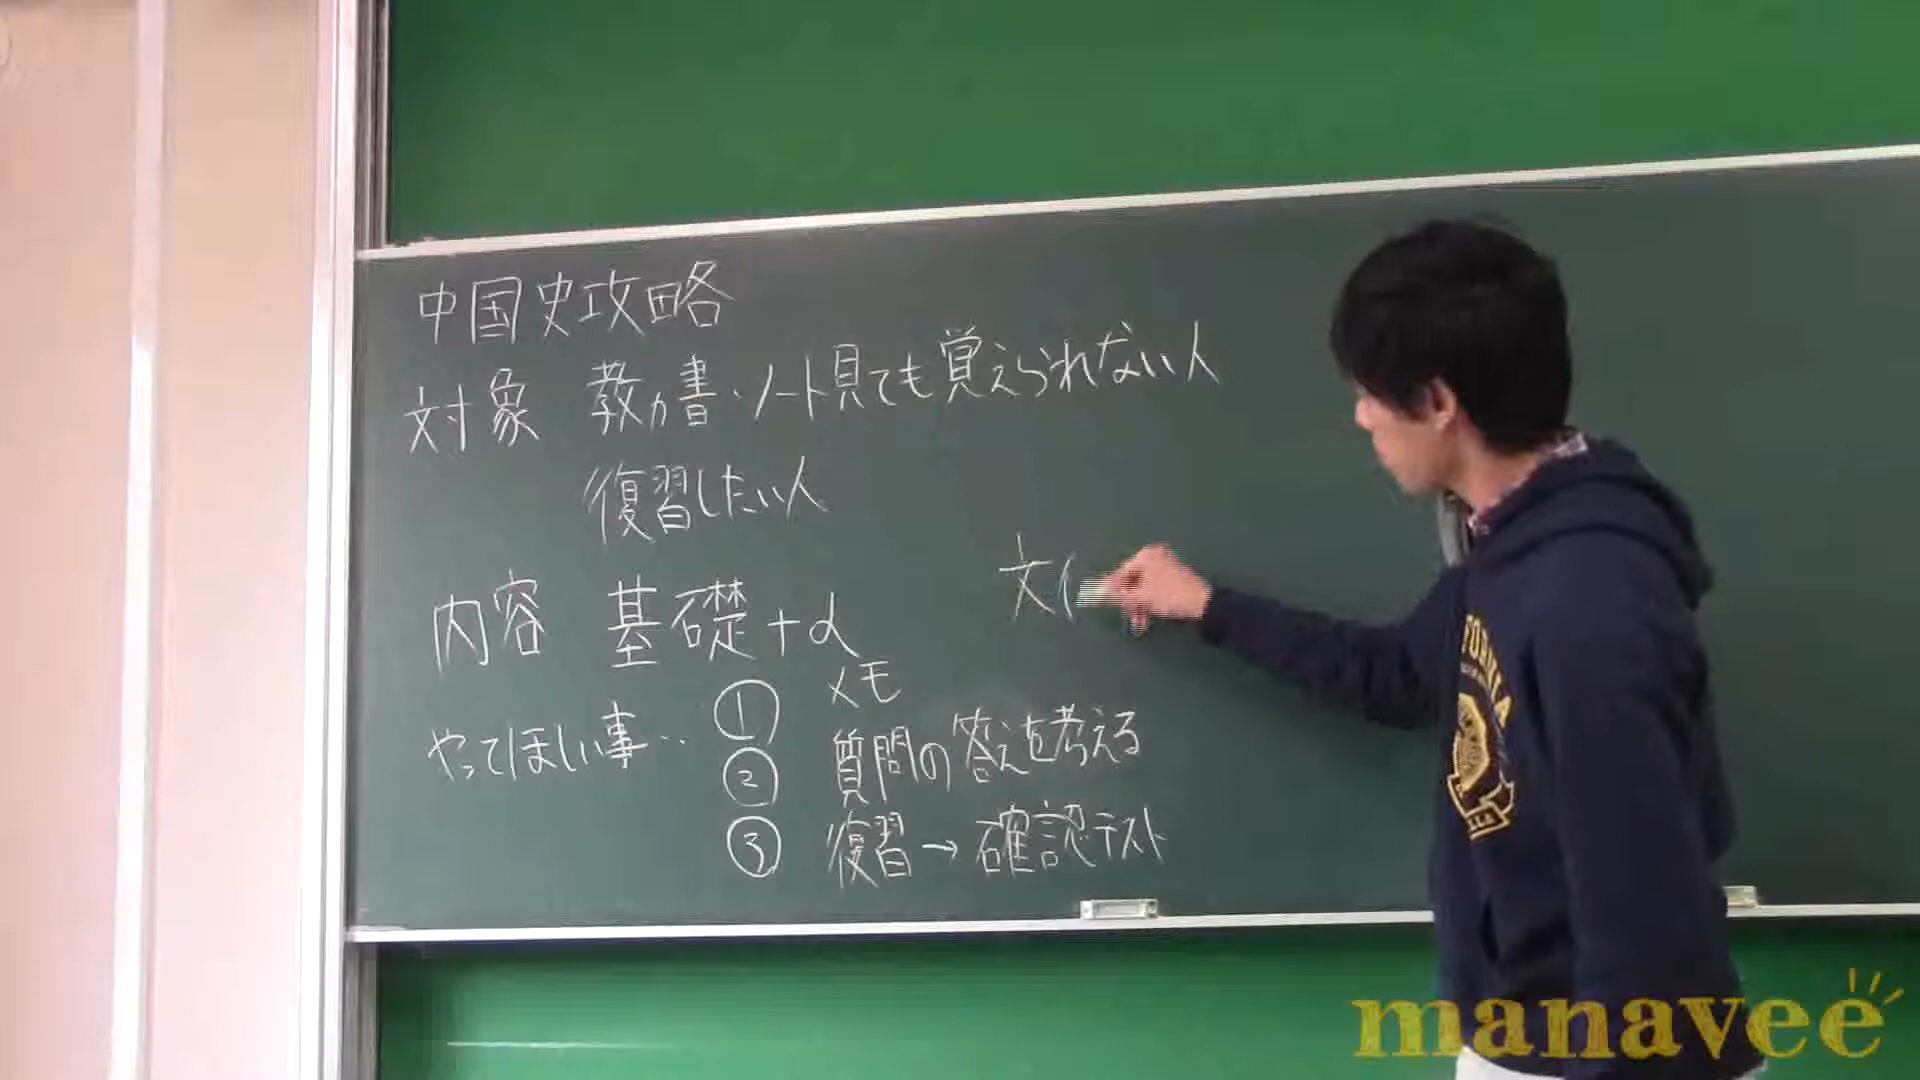 中国史攻略
対象 教カ書・ノート見ても覚えられない人
復習したい人
内容 基礎+α
文イ
やってほしい事‥ ① メモ
② 質問の答えを考える
③ 復習→確認テスト
manavee